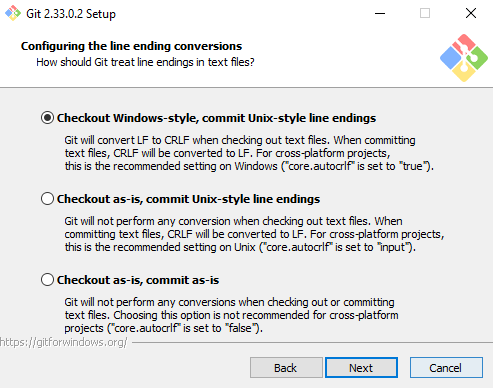 Git 2.33.0.2 Setup
Configuring the line ending conversions
How should Git treat line endings in text files?
Checkout Windows-style, commit Unix-style line endings
Git will convert LF to CRLF when checking out text files. When committing
text files, CRLF will be converted to LF. For cross-platform projects,
this is the recommended setting on Windows ("core.autocrlf" is set to "true").
Checkout as-is, commit Unix-style line endings
Git will not perform any conversion when checking out text files. When
committing text files, CRLF will be converted to LF. For cross-platform projects,
this is the recommended setting on Unix ("core.autocrlf" is set to "input").
Checkout as-is, commit as-is
Git will not perform any conversions when checking out or committing
text files. Choosing this option is not recommended for cross-platform
projects ("core.autocrlf" is set to "false").
https://gitforwindows.org/
Back
Next
Cancel